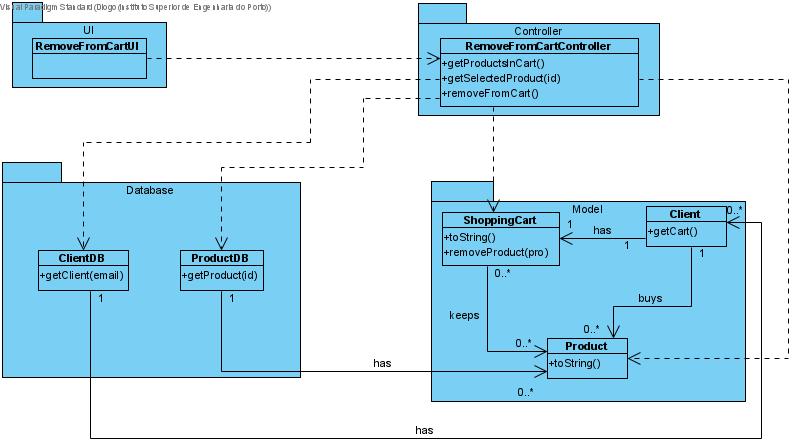 Visual Paradigm Standard (Diogo (Instituto Superior de Engenharia do Porto))
UI
RemoveFromCartUI
Controller
RemoveFromCartController
+getProductsInCart()
+getSelectedProduct(id)
+removeFromCart()
Database
ClientDB
+getClient(email)
1
ProductDB
+getProduct(id)
1
Model
ShoppingCart
+toString()
+removeProduct(pro)
0..*
1
has
1
Client
+getCart()
0..*
1
keeps
buys
0..*
0..*
Product
+toString()
has
0..*
has